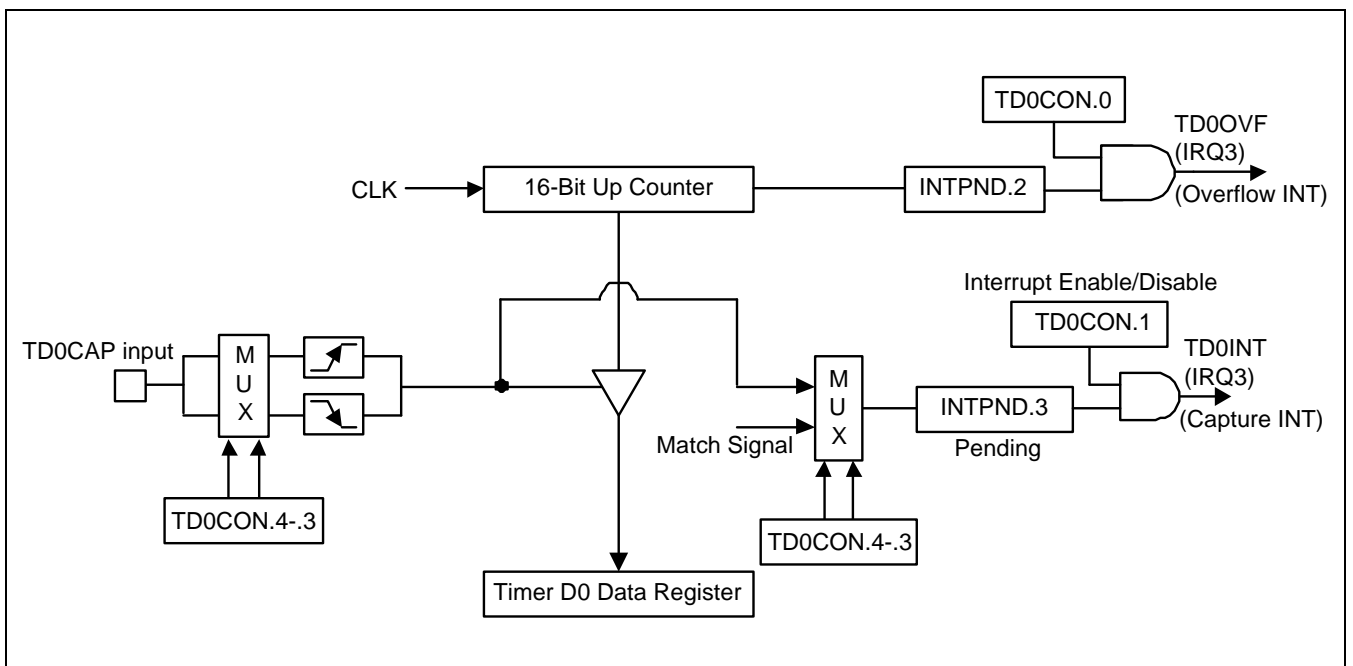 TD0CON.0
TD0OVF
(IRQ3)
CLK
16-Bit Up Counter
INTPND.2
(Overflow INT)
Interrupt Enable/Disable
TD0CON.1
TD0CAP input
M
U
X
TD0INT
(IRQ3)
M
U
X
INTPND.3
(Capture INT)
Match Signal
Pending
TD0CON.4-.3
TD0CON.4-.3
Timer D0 Data Register